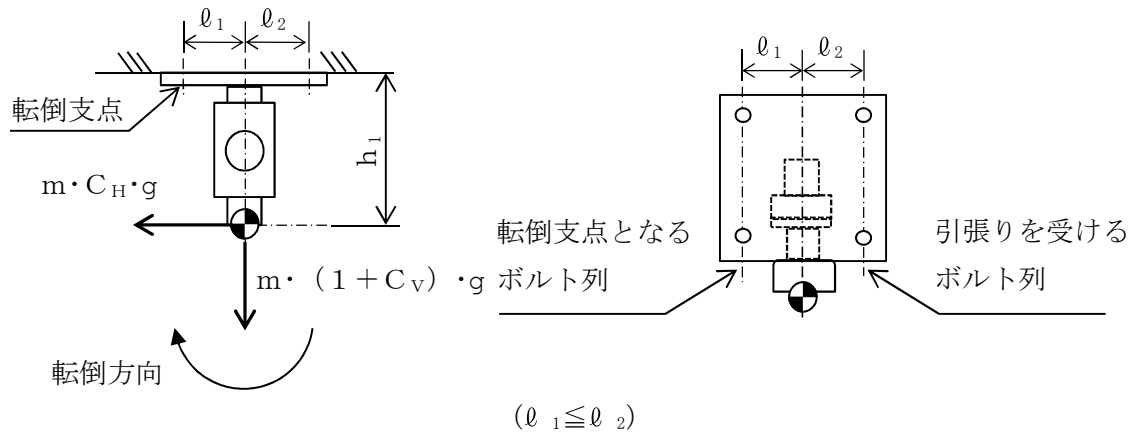 ℓ₁ ℓ₂
転倒支点
h₁
m・C_H・g
m・(1+C_V)・g
転倒方向
ℓ₁ ℓ₂
転倒支点となる
ボルト列
引張りを受ける
ボルト列
(ℓ₁≦ℓ₂)